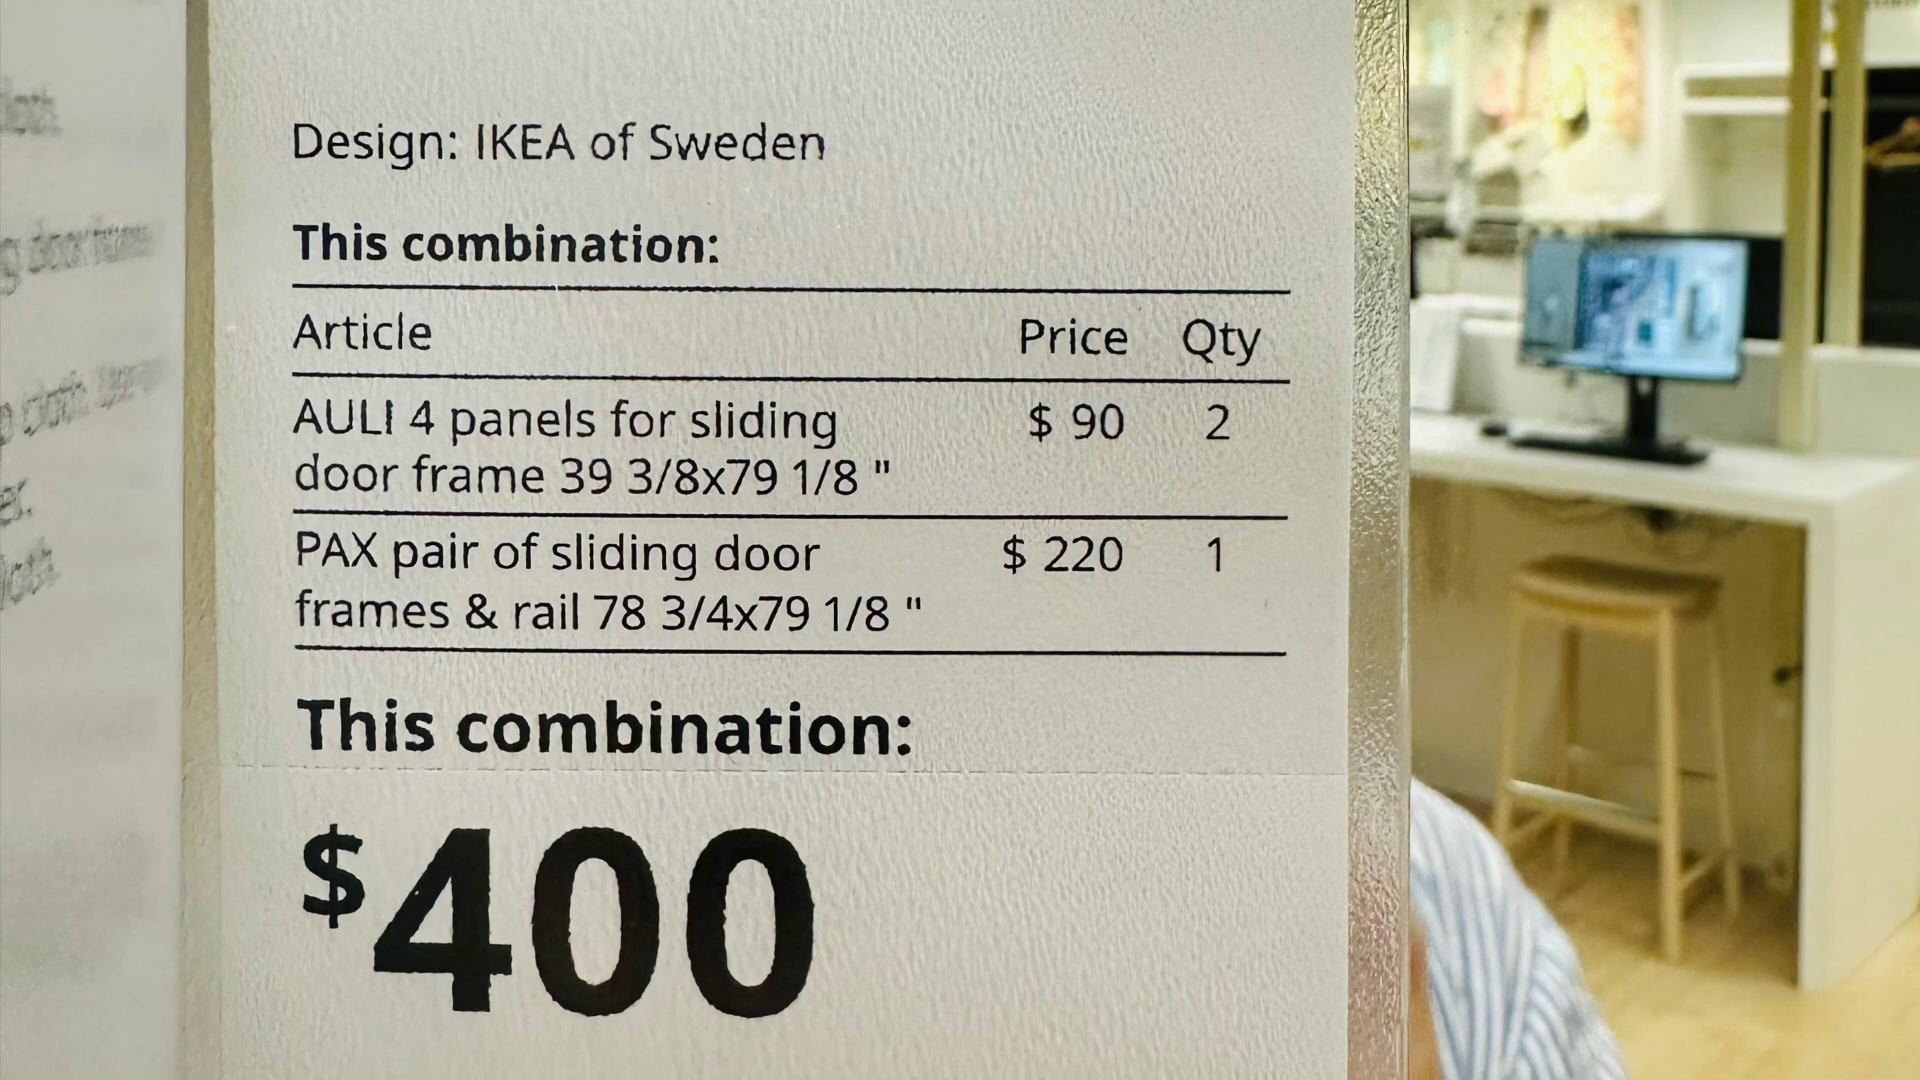 Design: IKEA of Sweden
This combination:
Article Price Qty
AULI 4 panels for sliding $ 90 2
door frame 39 3/8x79 1/8 "
PAX pair of sliding door $ 220 1
frames & rail 78 3/4x79 1/8 "
This combination:
$400